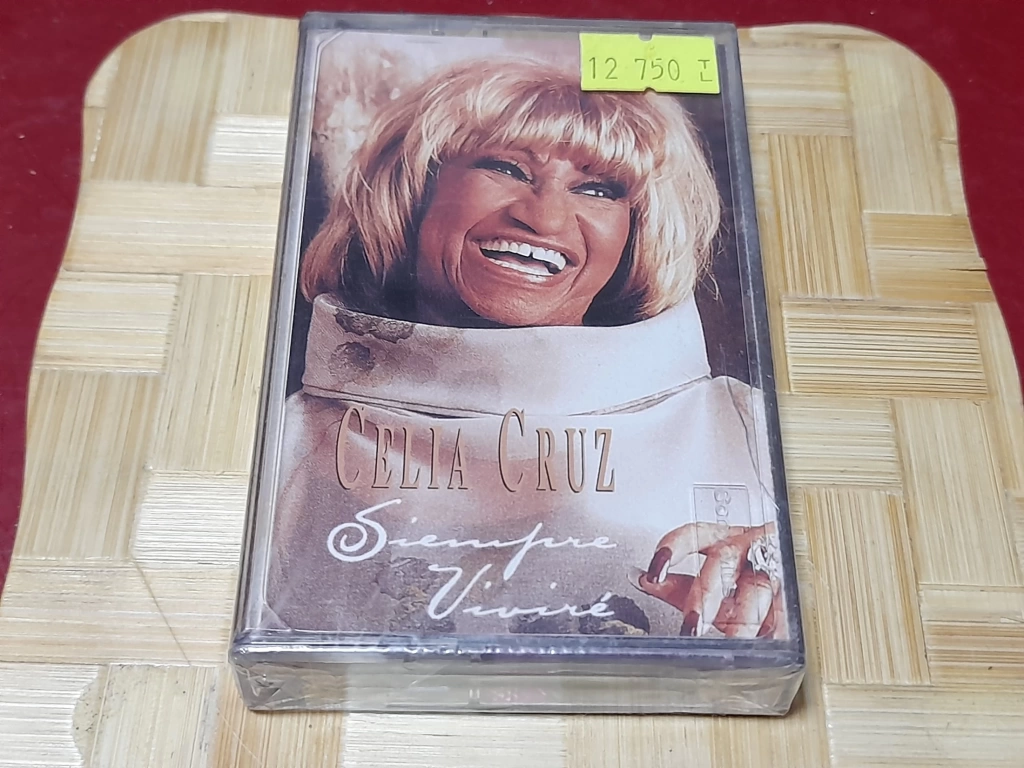 12 750 TL
CELIA CRUZ
Siempre
Viviré